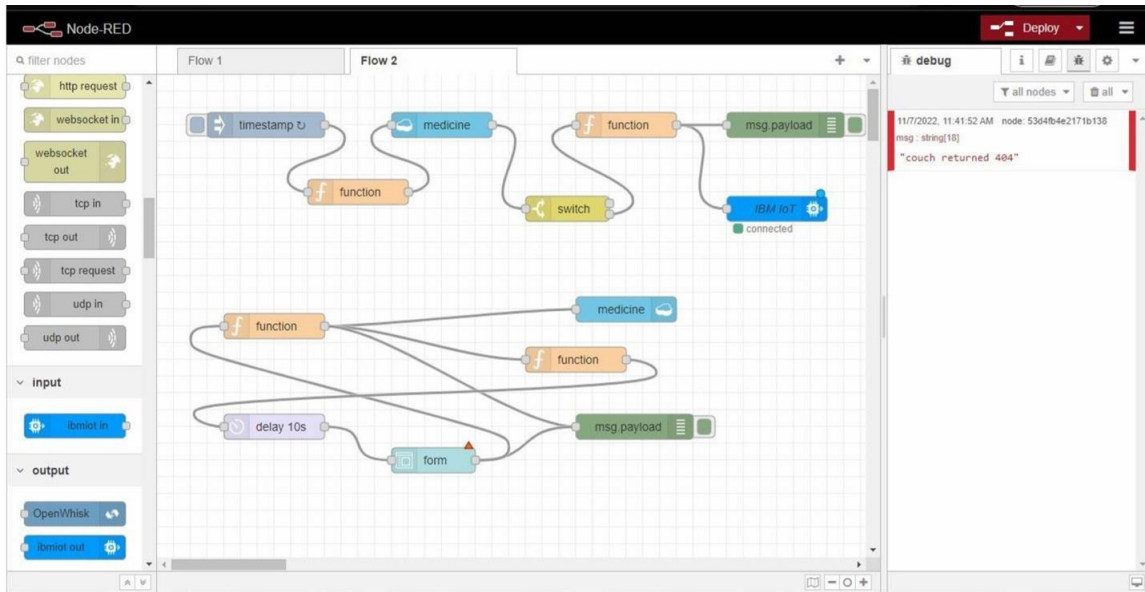 Node-RED
Deploy
filter nodes
http request
websocket in
websocket
out
tcp in
tcp out
tcp request
udp in
udp out
input
ibmiot in
output
OpenWhisk
ibmiot out
Flow 1
Flow 2
timestamp ↻
medicine
function
msg.payload
function
switch
IBM IoT
connected
function
medicine
function
delay 10s
msg.payload
form
debug
i
all nodes
all
11/7/2022, 11:41:52 AM node: 53d4fb4e2171b138
msg : string[18]
"couch returned 404"